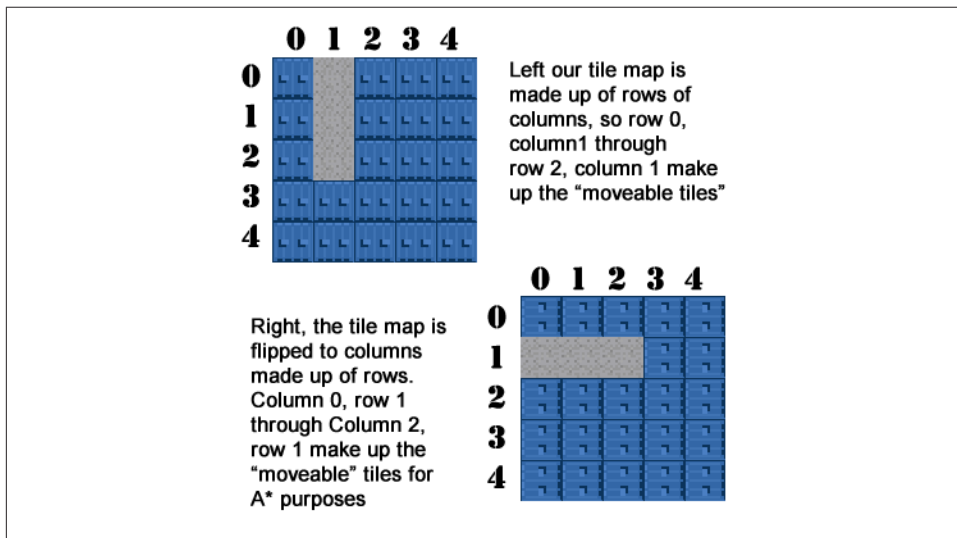 0 1 2 3 4
0
1
2
3
4
Left our tile map is
made up of rows of
columns, so row 0,
column1 through
row 2, column 1 make
up the “moveable tiles”
Right, the tile map is
flipped to columns
made up of rows.
Column 0, row 1
through Column 2,
row 1 make up the
“moveable” tiles for
A* purposes
0 1 2 3 4
0
1
2
3
4